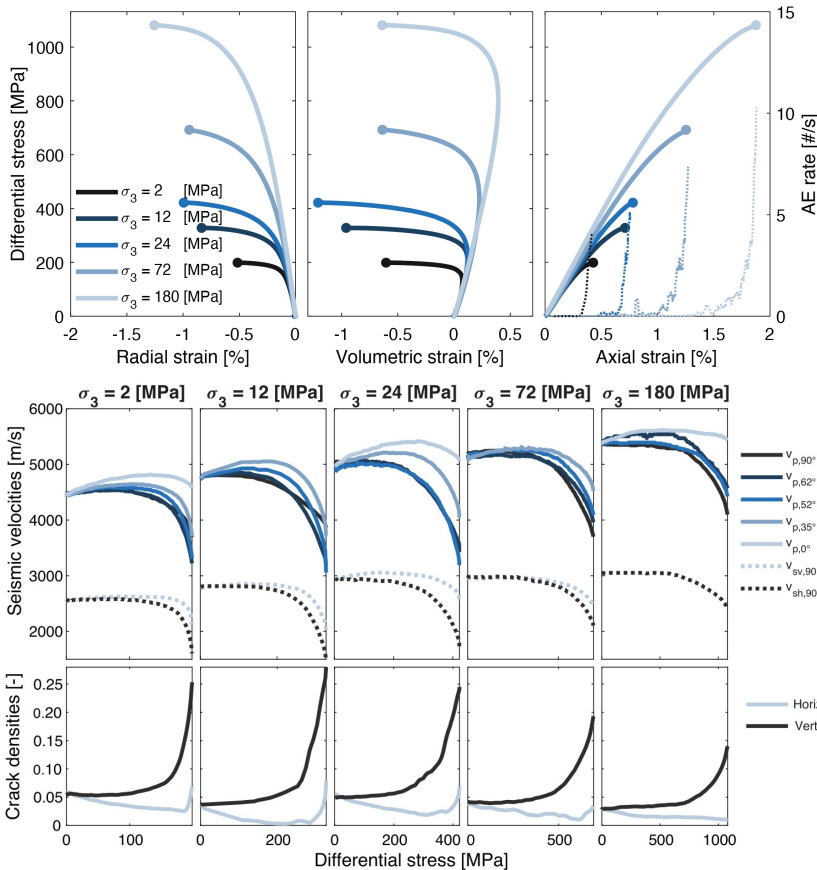 Differential stress [MPa]
1000
800
600
400
200
0
σ3 = 2 [MPa]
σ3 = 12 [MPa]
σ3 = 24 [MPa]
σ3 = 72 [MPa]
σ3 = 180 [MPa]
-2 -1.5 -1 -0.5 0
Radial strain [%]
-1 -0.5 0 0.5
Volumetric strain [%]
0 0.5 1 1.5 2
Axial strain [%]
15
10
5
0
AE rate [#/s]
σ3 = 2 [MPa] σ3 = 12 [MPa] σ3 = 24 [MPa] σ3 = 72 [MPa] σ3 = 180 [MPa]
Seismic velocities [m/s]
6000
5000
4000
3000
2000
vp,90°
vp,62°
vp,52°
vp,35°
vp,0°
vsv,90
vsh,90
Crack densities [-]
0.25
0.20
0.15
0.10
0.05
0
Hori
Vert
0 100 0 200 0 200 400 0 500 0 500 1000
Differential stress [MPa]